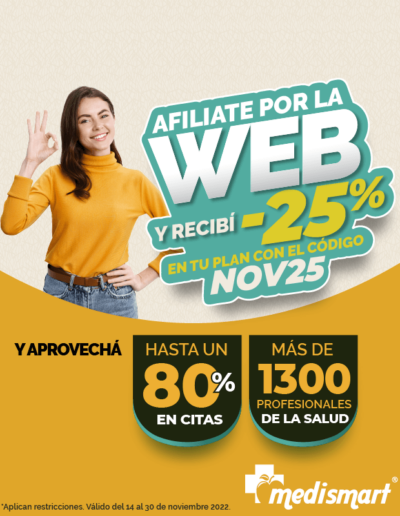 AFILIATE POR LA
WEB
Y RECIBÍ -25%
EN TU PLAN CON EL CÓDIGO
NOV25
Y APROVECHÁ
HASTA UN
80%
EN CITAS
MÁS DE
1300
PROFESIONALES
DE LA SALUD
medismart®
*Aplican restricciones. Válido del 14 al 30 de noviembre 2022.